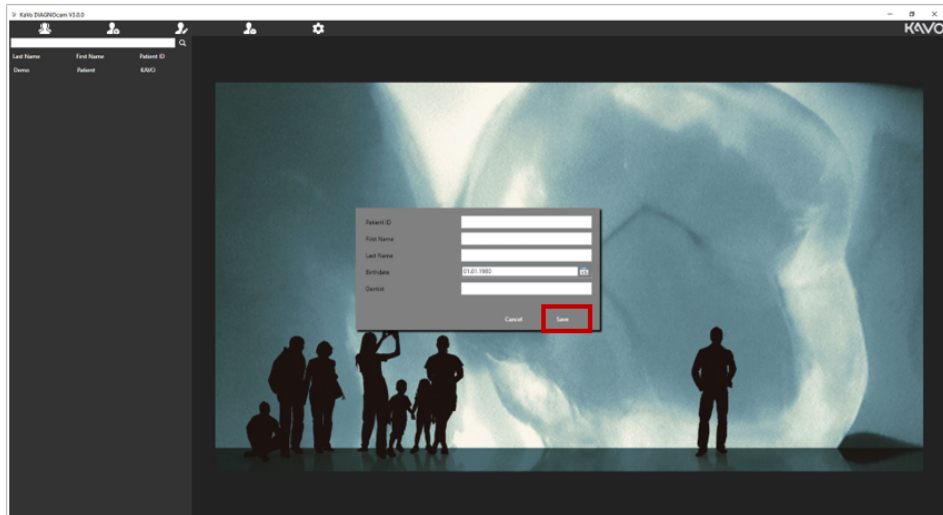 KaVo DIAGNOcam V3.0.0
KAVO
Last Name First Name Patient ID
Demo Patient KAVO
Patient ID
First Name
Last Name
Birthdate 01.01.1980
Dentist
Cancel Save